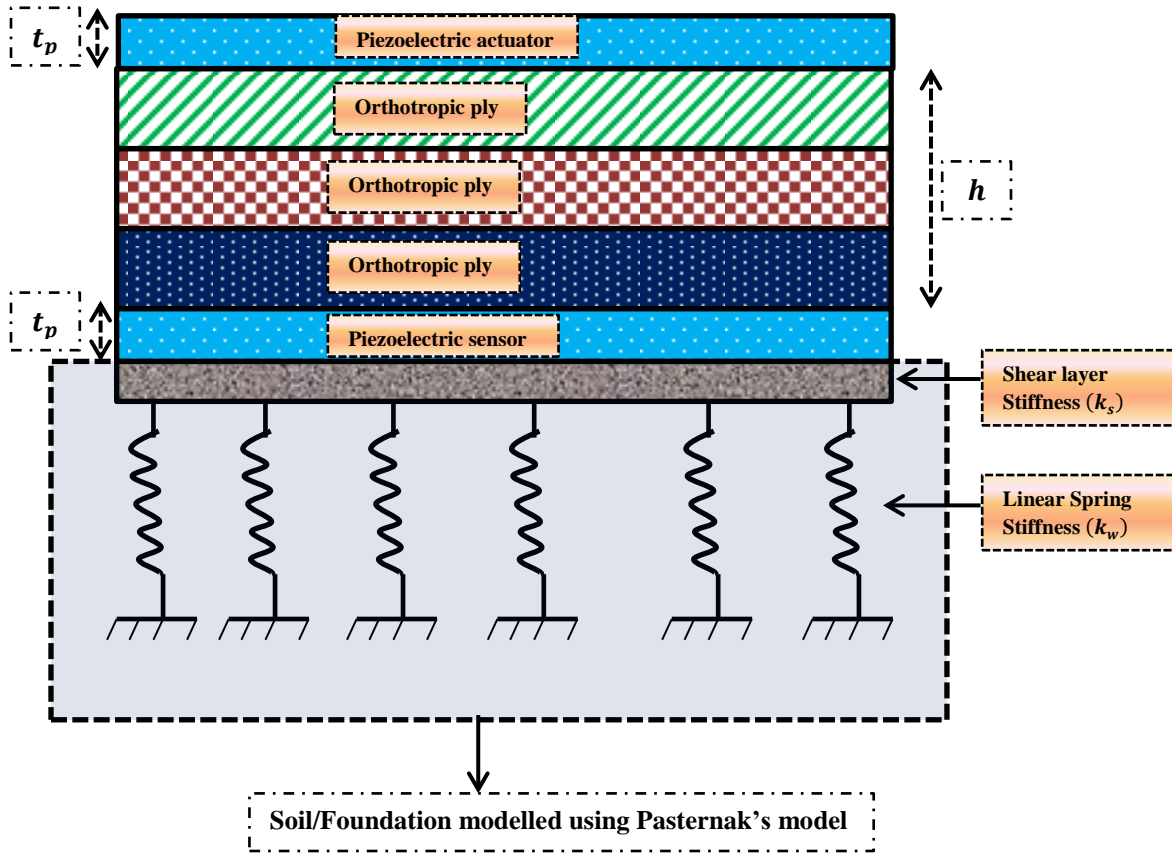 t_p
Piezoelectric actuator
Orthotropic ply
Orthotropic ply
h
Orthotropic ply
t_p
Piezoelectric sensor
Shear layer
Stiffness (k_s)
Linear Spring
Stiffness (k_w)
Soil/Foundation modelled using Pasternak's model